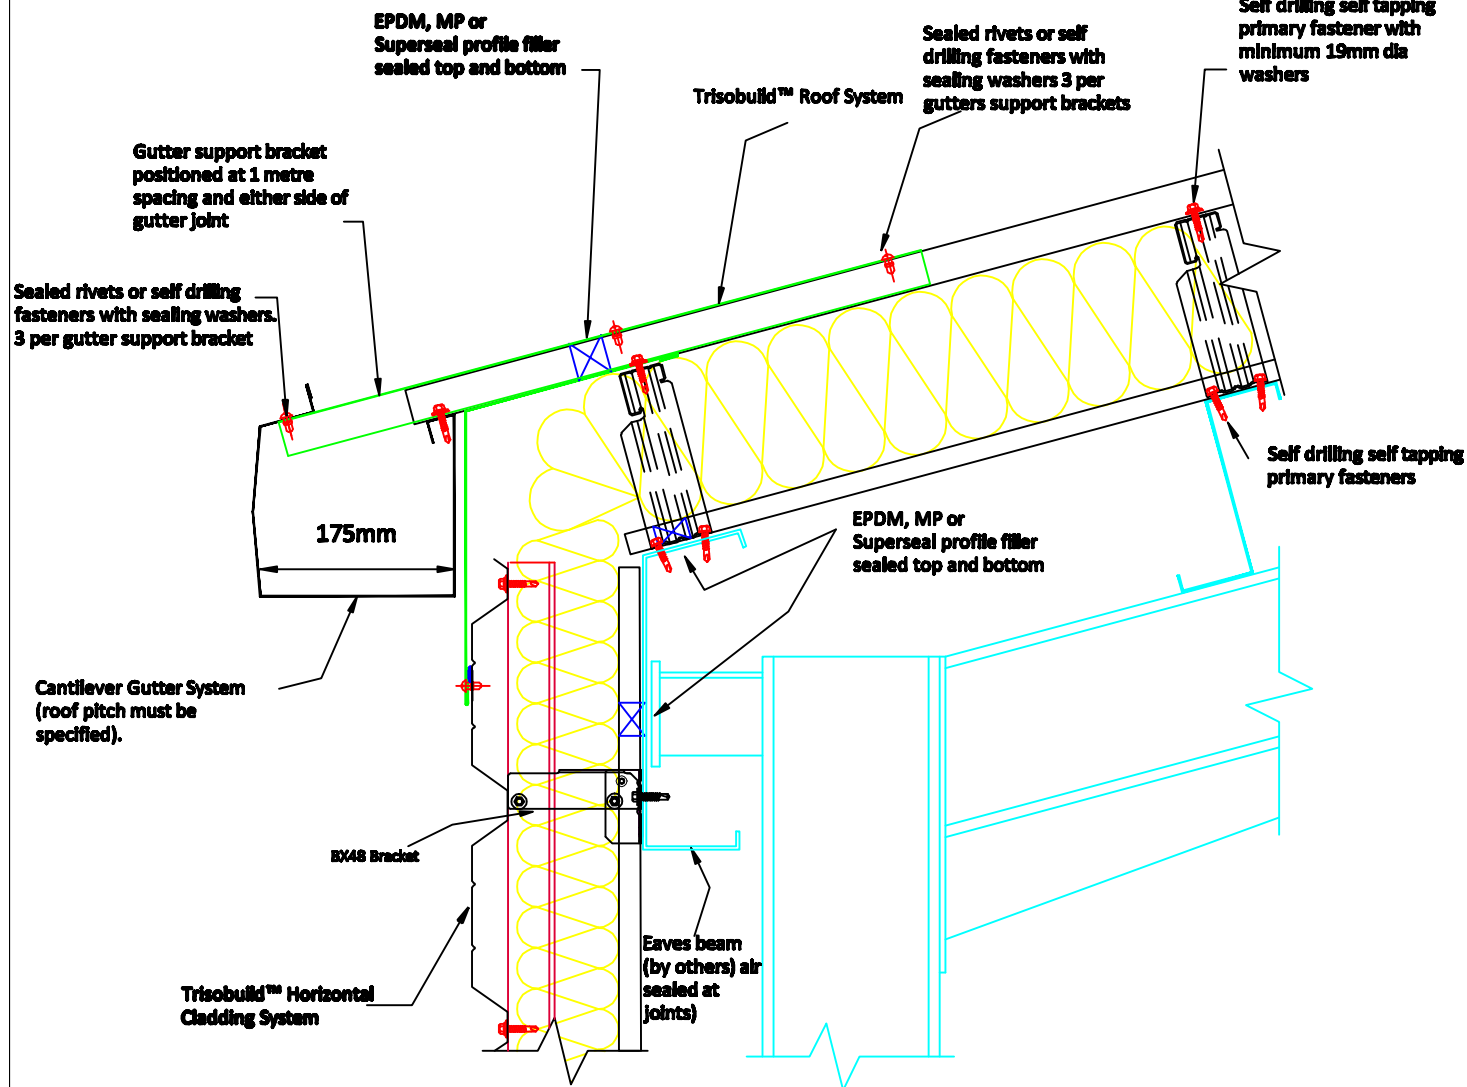 EPDM, MP or
Superseal profile filler
sealed top and bottom
Trisobuild™ Roof System
Sealed rivets or self
drilling fasteners with
sealing washers 3 per
gutters support brackets
Self drilling self tapping
primary fastener with
minimum 19mm dia
washers
Gutter support bracket
positioned at 1 metre
spacing and either side of
gutter joint
Sealed rivets or self drilling
fasteners with sealing washers.
3 per gutter support bracket
175mm
Self drilling self tapping
primary fasteners
EPDM, MP or
Superseal profile filler
sealed top and bottom
Cantilever Gutter System
(roof pitch must be
specified).
BX48 Bracket
Eaves beam
(by others) air
sealed at
joints)
Trisobuild™ Horizontal
Cladding System